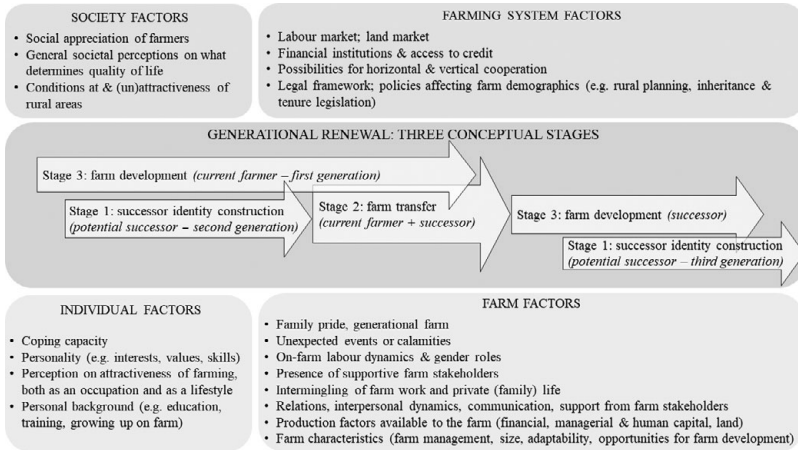 SOCIETY FACTORS
• Social appreciation of farmers
• General societal perceptions on what
determines quality of life
• Conditions at & (un)attractiveness of
rural areas
FARMING SYSTEM FACTORS
• Labour market; land market
• Financial institutions & access to credit
• Possibilities for horizontal & vertical cooperation
• Legal framework; policies affecting farm demographics (e.g. rural planning, inheritance &
tenure legislation)
GENERATIONAL RENEWAL: THREE CONCEPTUAL STAGES
Stage 3: farm development (current farmer – first generation)
Stage 1: successor identity construction
(potential successor – second generation)
Stage 2: farm transfer
(current farmer + successor)
Stage 3: farm development (successor)
Stage 1: successor identity construction
(potential successor – third generation)
INDIVIDUAL FACTORS
• Coping capacity
• Personality (e.g. interests, values, skills)
• Perception on attractiveness of farming,
both as an occupation and as a lifestyle
• Personal background (e.g. education,
training, growing up on farm)
FARM FACTORS
• Family pride, generational farm
• Unexpected events or calamities
• On-farm labour dynamics & gender roles
• Presence of supportive farm stakeholders
• Intermingling of farm work and private (family) life
• Relations, interpersonal dynamics, communication, support from farm stakeholders
• Production factors available to the farm (financial, managerial & human capital, land)
• Farm characteristics (farm management, size, adaptability, opportunities for farm development)